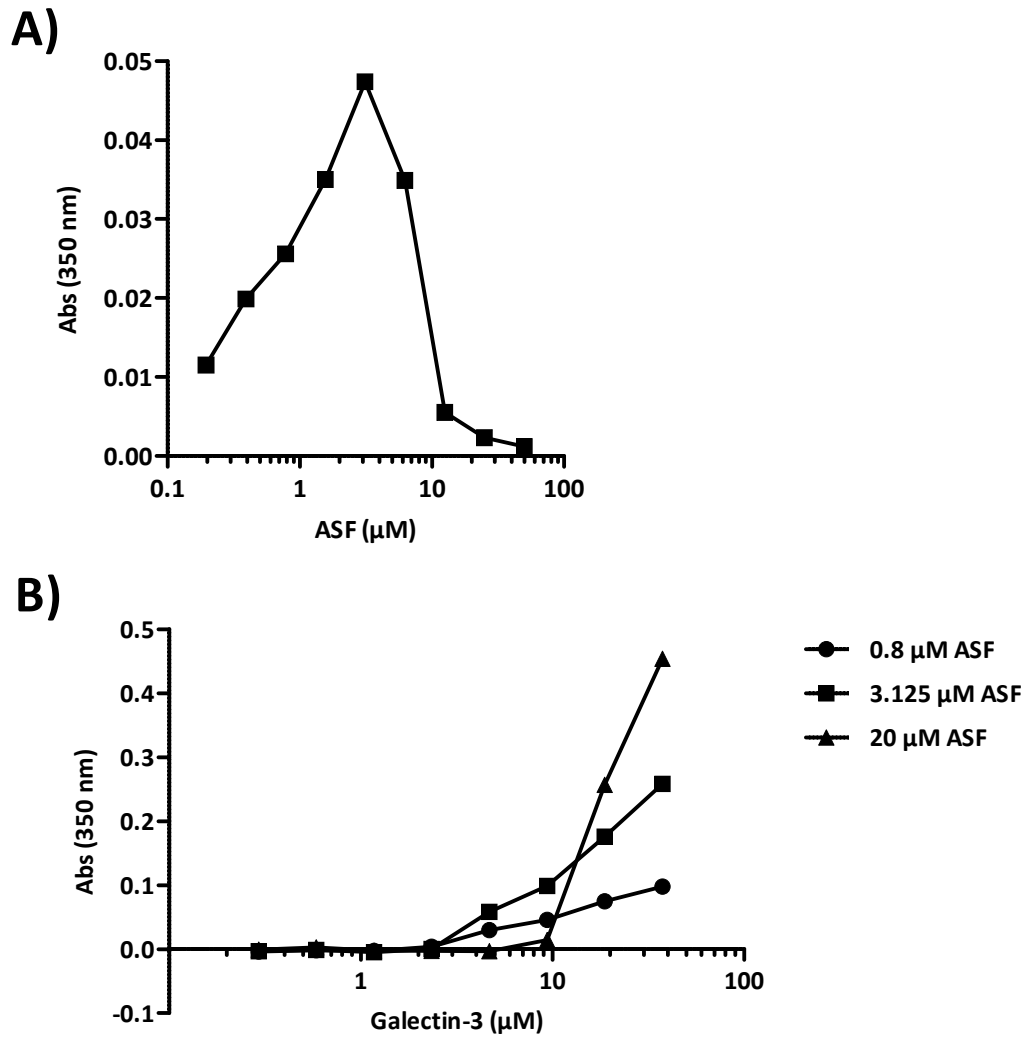 A)
0.05
0.04
0.03
0.02
0.01
0.00
Abs (350 nm)
0.1 1 10 100
ASF (µM)
B)
0.5
0.4
0.3
0.2
0.1
0.0
-0.1
Abs (350 nm)
1 10 100
Galectin-3 (µM)
0.8 µM ASF
3.125 µM ASF
20 µM ASF